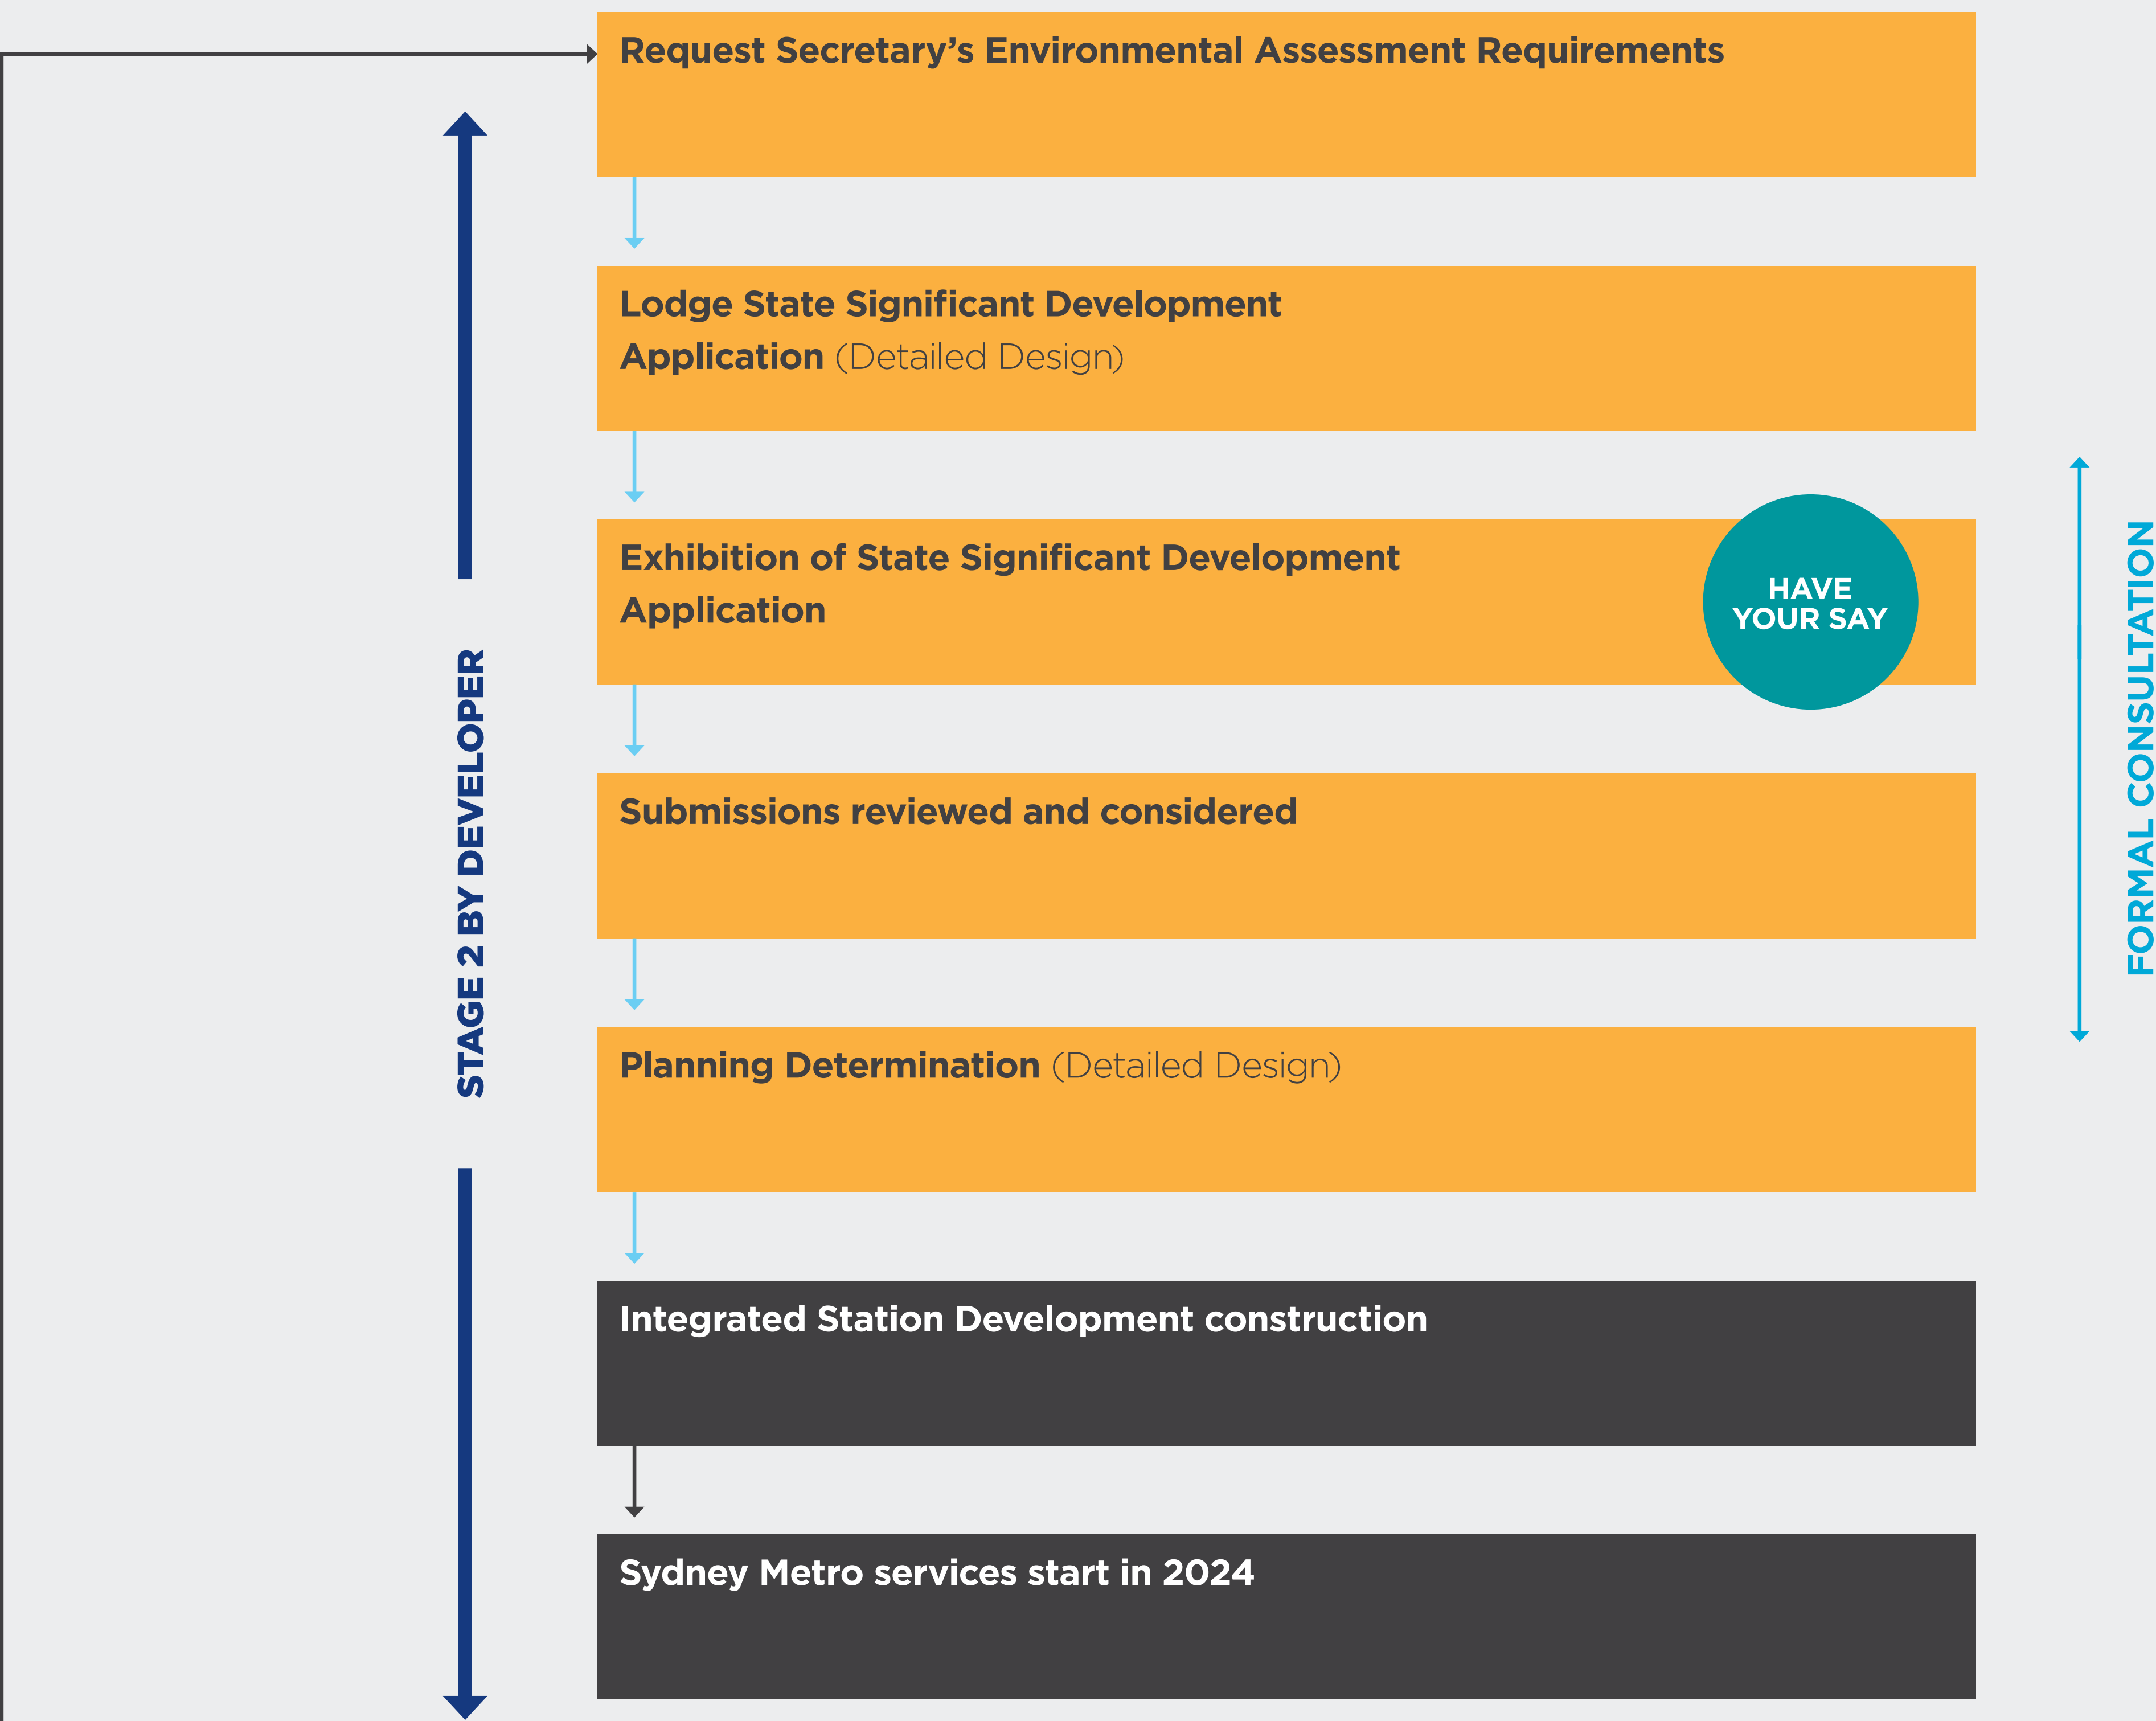 Request Secretary’s Environmental Assessment Requirements
Lodge State Significant Development
Application (Detailed Design)
Exhibition of State Significant Development
Application
HAVE
YOUR SAY
Submissions reviewed and considered
Planning Determination (Detailed Design)
Integrated Station Development construction
Sydney Metro services start in 2024
STAGE 2 BY DEVELOPER
FORMAL CONSULTATION